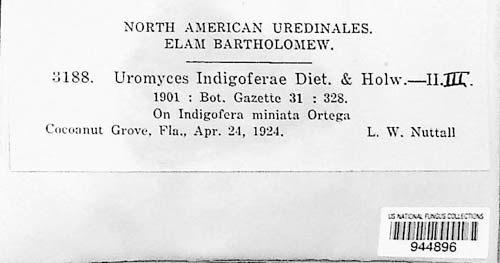 NORTH AMERICAN UREDINALES.
ELAM BARTHOLOMEW.
3188. Uromyces Indigoferae Diet. & Holw.—II.III.
1901 : Bot. Gazette 31 : 328.
On Indigofera miniata Ortega
Cocoanut Grove, Fla., Apr. 24, 1924. L. W. Nuttall
US NATIONAL FUNGUS COLLECTIONS
944896